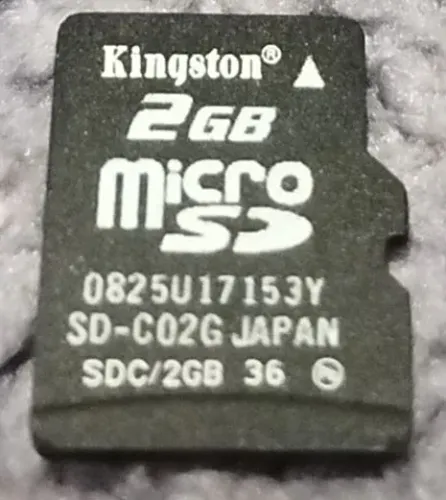 Kingston®
2GB
micro
SD
0825U17153Y
SD-C02G JAPAN
SDC/2GB 36